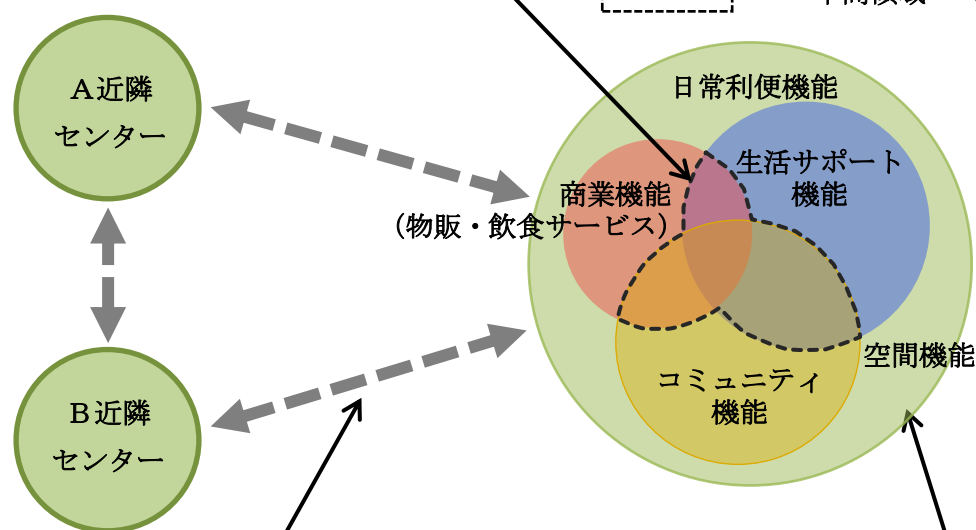 日常利便機能
A近隣
センター
生活サポート
機能
商業機能
（物販・飲食サービス）
空間機能
コミュニティ
機能
B近隣
センター